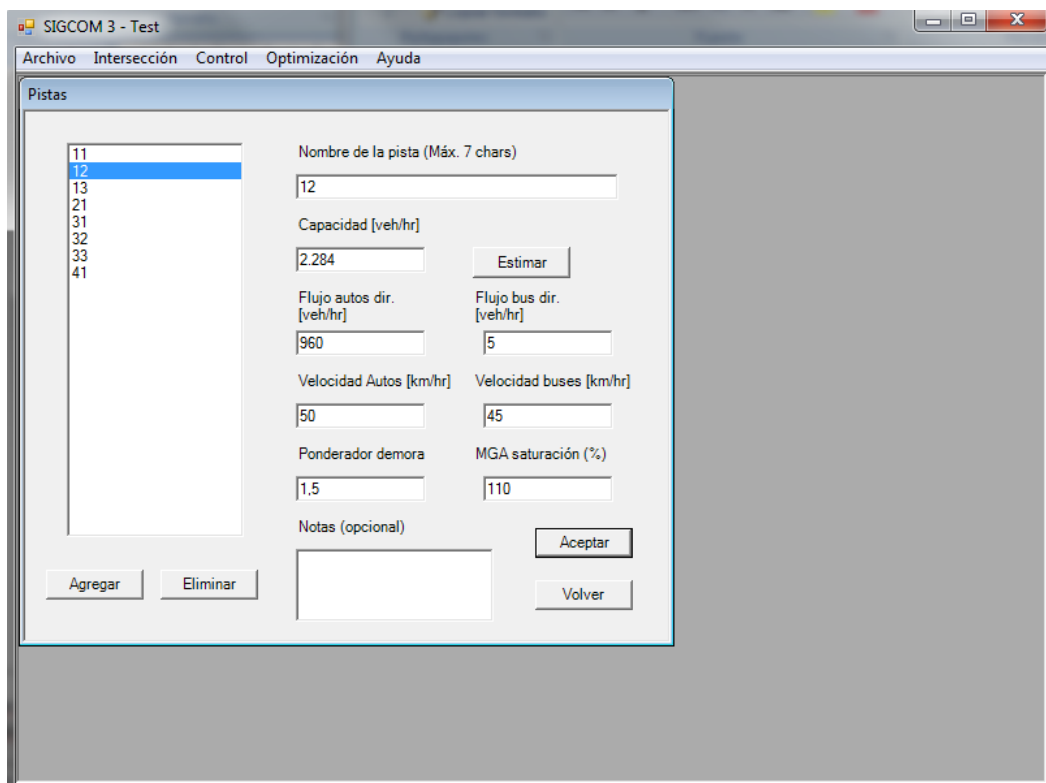 SIGCOM 3 - Test
Archivo Intersección Control Optimización Ayuda
Pistas
11
12
13
21
31
32
33
41
Nombre de la pista (Máx. 7 chars)
12
Capacidad [veh/hr]
2.284
Estimar
Flujo autos dir. [veh/hr]
Flujo bus dir. [veh/hr]
960
5
Velocidad Autos [km/hr]
Velocidad buses [km/hr]
50
45
Ponderador demora
MGA saturación (%)
1,5
110
Notas (opcional)
Aceptar
Volver
Agregar
Eliminar